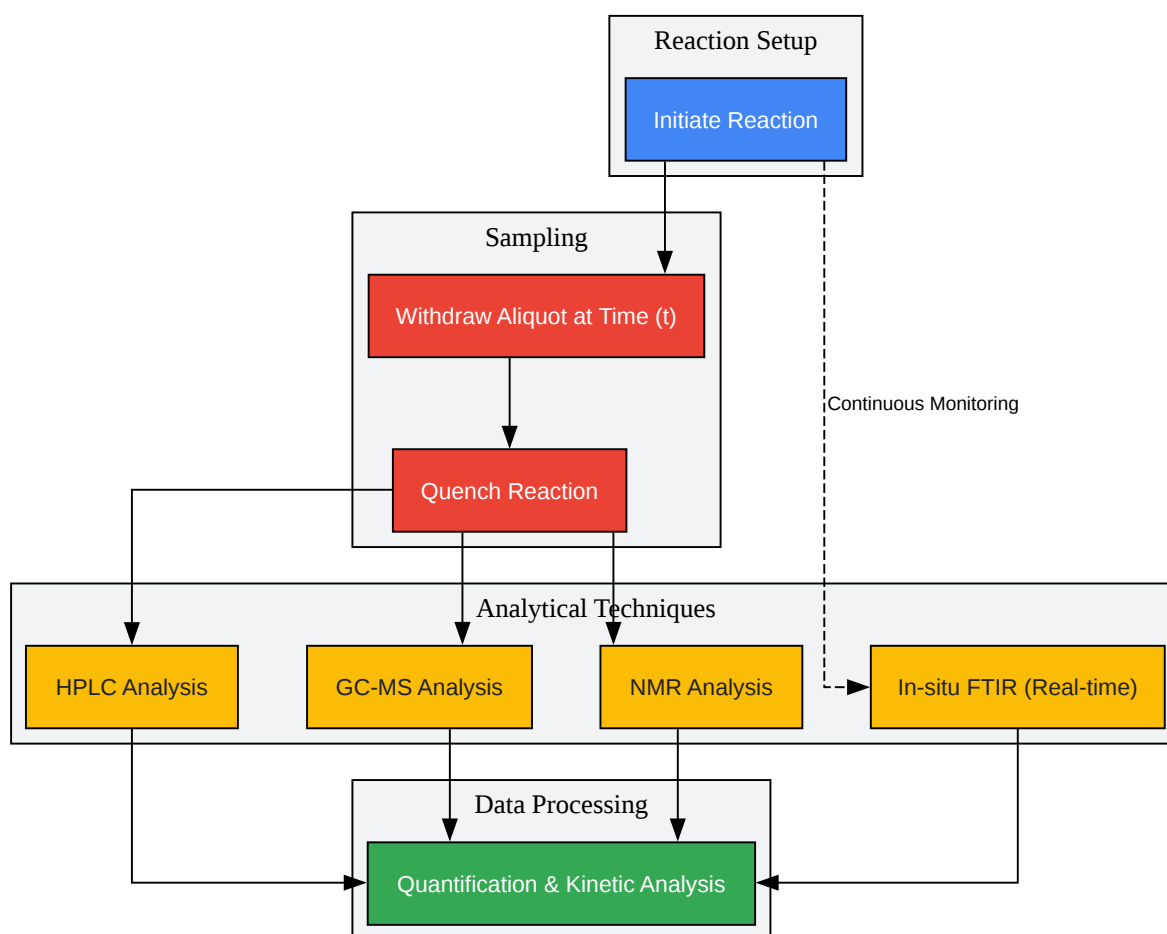 Reaction Setup
Initiate Reaction
Sampling
Withdraw Aliquot at Time (t)
Continuous Monitoring
Quench Reaction
Analytical Techniques
HPLC Analysis
GC-MS Analysis
NMR Analysis
In-situ FTIR (Real-time)
Data Processing
Quantification & Kinetic Analysis